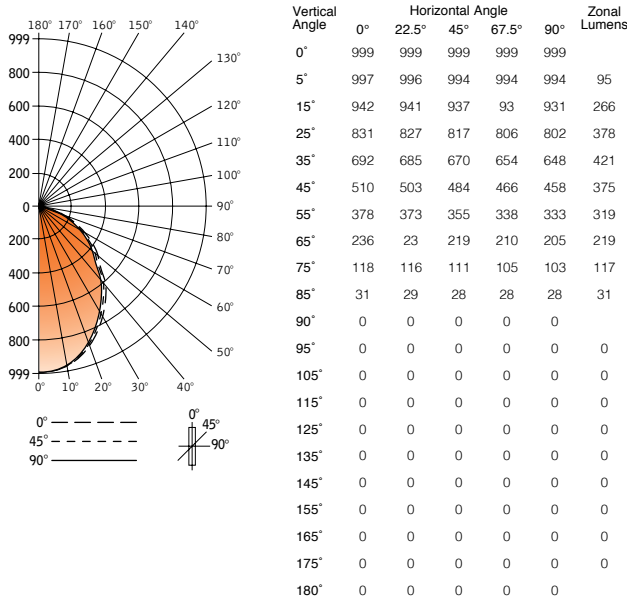 180° 170° 160° 150° 140°
130°
120°
110°
100°
90°
80°
70°
60°
50°
999
800
600
400
200
0
200
400
600
800
999
0° 10° 20° 30° 40°
0°
45°
90°
0°
45°
90°
Vertical Angle Horizontal Angle Zonal Lumens
0° 22.5° 45° 67.5° 90°
0° 999 999 999 999 999
5° 997 996 994 994 994 95
15° 942 941 937 93 931 266
25° 831 827 817 806 802 378
35° 692 685 670 654 648 421
45° 510 503 484 466 458 375
55° 378 373 355 338 333 319
65° 236 23 219 210 205 219
75° 118 116 111 105 103 117
85° 31 29 28 28 28 31
90° 0 0 0 0 0
95° 0 0 0 0 0 0
105° 0 0 0 0 0 0
115° 0 0 0 0 0 0
125° 0 0 0 0 0 0
135° 0 0 0 0 0 0
145° 0 0 0 0 0 0
155° 0 0 0 0 0 0
165° 0 0 0 0 0 0
175° 0 0 0 0 0 0
180° 0 0 0 0 0